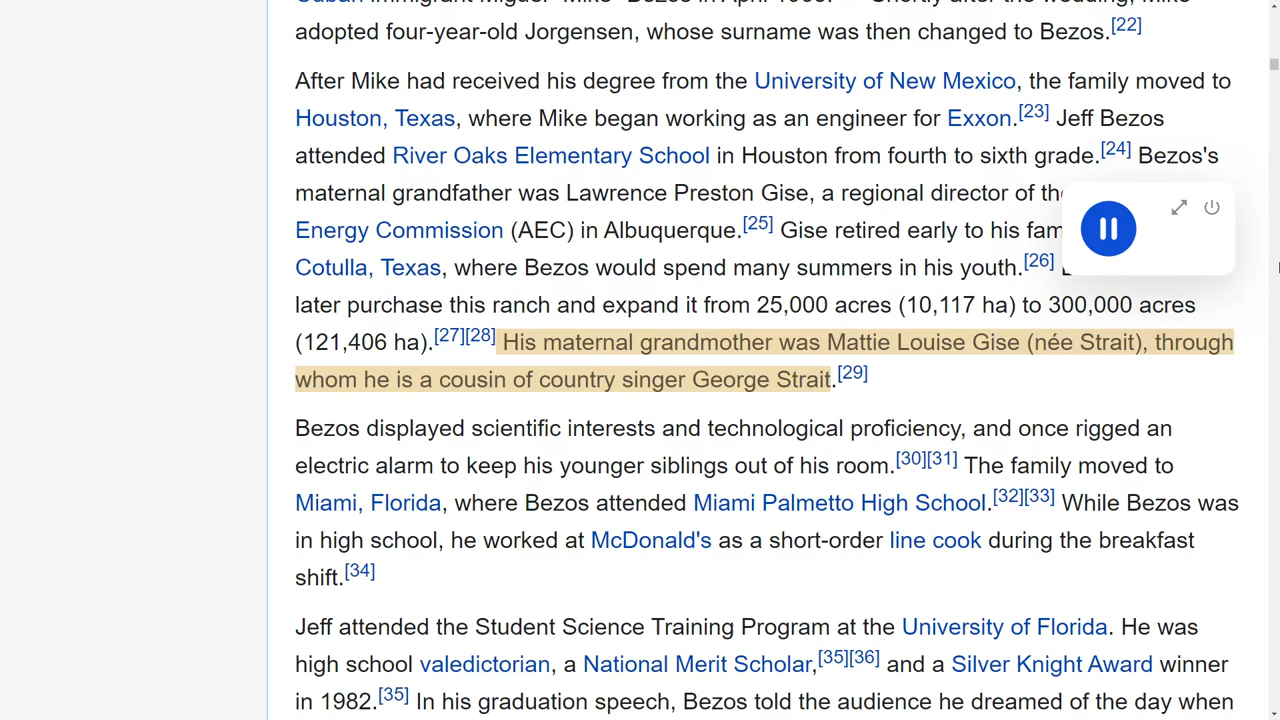 adopted four-year-old Jorgensen, whose surname was then changed to Bezos.[22]
After Mike had received his degree from the University of New Mexico, the family moved to
Houston, Texas, where Mike began working as an engineer for Exxon.[23] Jeff Bezos
attended River Oaks Elementary School in Houston from fourth to sixth grade.[24] Bezos's
maternal grandfather was Lawrence Preston Gise, a regional director of the
Energy Commission (AEC) in Albuquerque.[25] Gise retired early to his
Cotulla, Texas, where Bezos would spend many summers in his youth.[26]
later purchase this ranch and expand it from 25,000 acres (10,117 ha) to 300,000 acres
(121,406 ha).[27][28] His maternal grandmother was Mattie Louise Gise (née Strait), through
whom he is a cousin of country singer George Strait.[29]
Bezos displayed scientific interests and technological proficiency, and once rigged an
electric alarm to keep his younger siblings out of his room.[30][31] The family moved to
Miami, Florida, where Bezos attended Miami Palmetto High School.[32][33] While Bezos was
in high school, he worked at McDonald's as a short-order line cook during the breakfast
shift.[34]
Jeff attended the Student Science Training Program at the University of Florida. He was
high school valedictorian, a National Merit Scholar,[35][36] and a Silver Knight Award winner
in 1982.[35] In his graduation speech, Bezos told the audience he dreamed of the day when